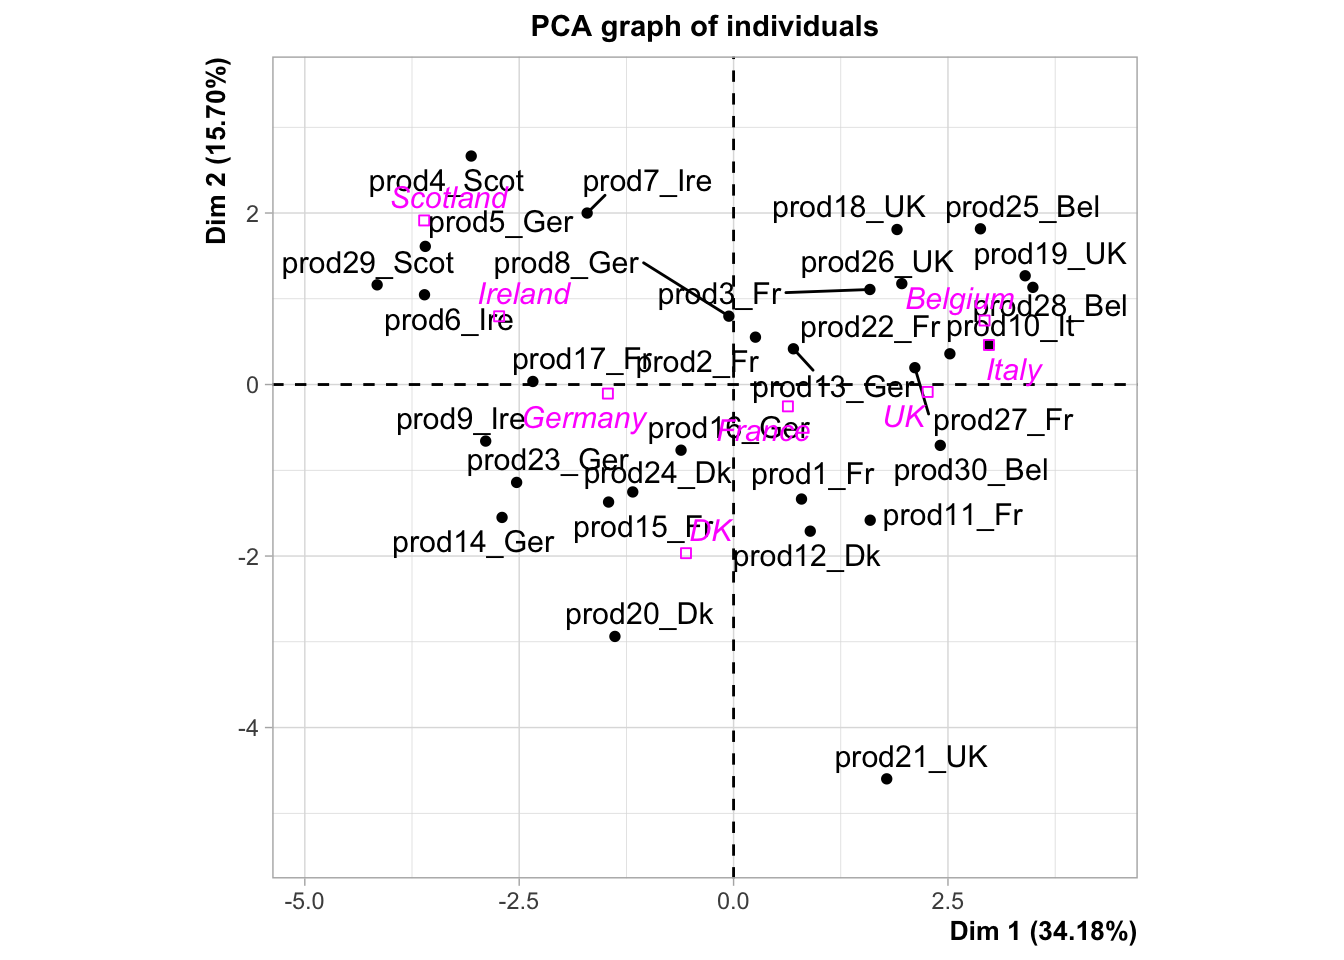 PCA graph of individuals
Dim 2 (15.70%)
prod4_Scot
prod7_Ire
Scotland
prod18_UK
prod25_Bel
2
prod5_Ger
prod29_Scot
prod8_Ger
prod26_UK
prod19_UK
Ireland
prod3_Fr
Belgium
prod28_Bel
prod6_Ire
prod22_Fr
prod10_It
prod17_Fr
prod2_Fr
Italy
0
prod13_Ger
prod9_Ire
Germany
prod16_Ger
France
UK
prod27_Fr
prod23_Ger
prod24_Dk
prod1_Fr
prod30_Bel
prod14_Ger
prod15_Fr
DK
prod11_Fr
-2
prod12_Dk
prod20_Dk
-4
prod21_UK
-5.0
-2.5
0.0
2.5
Dim 1 (34.18%)